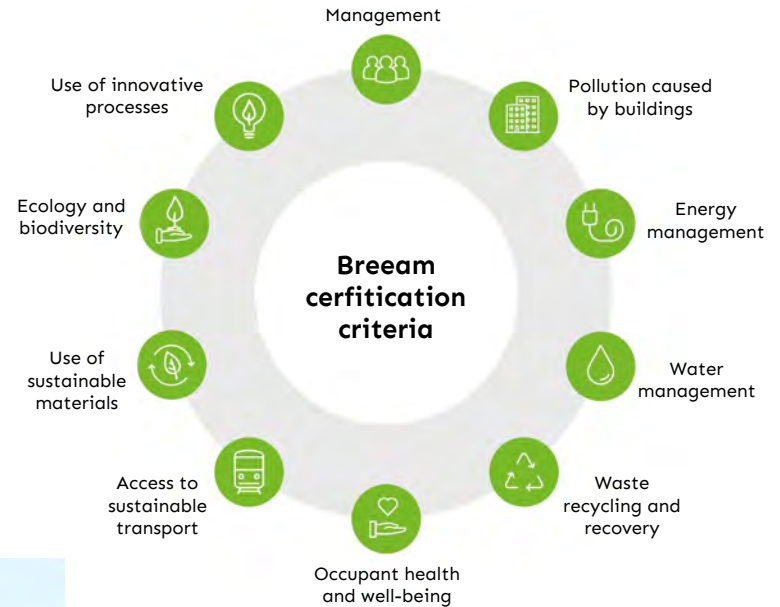 Management
Pollution caused
by buildings
Energy
management
Water
management
Waste
recycling and
recovery
Occupant health
and well-being
Access to
sustainable
transport
Use of
sustainable
materials
Ecology and
biodiversity
Use of innovative
processes
Breeam
cerfitication
criteria